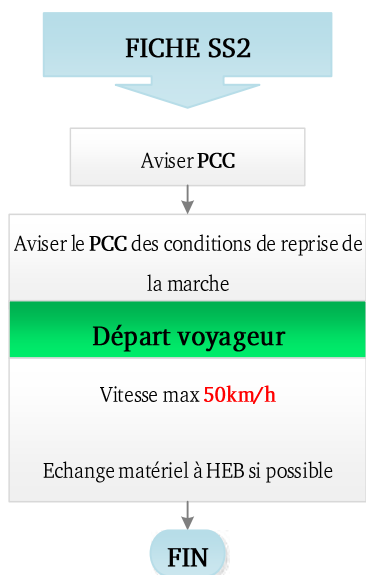 FICHE SS2
Aviser PCC
Aviser le PCC des conditions de reprise de
la marche
Départ voyageur
Vitesse max 50km/h
Echange matériel à HEB si possible
FIN